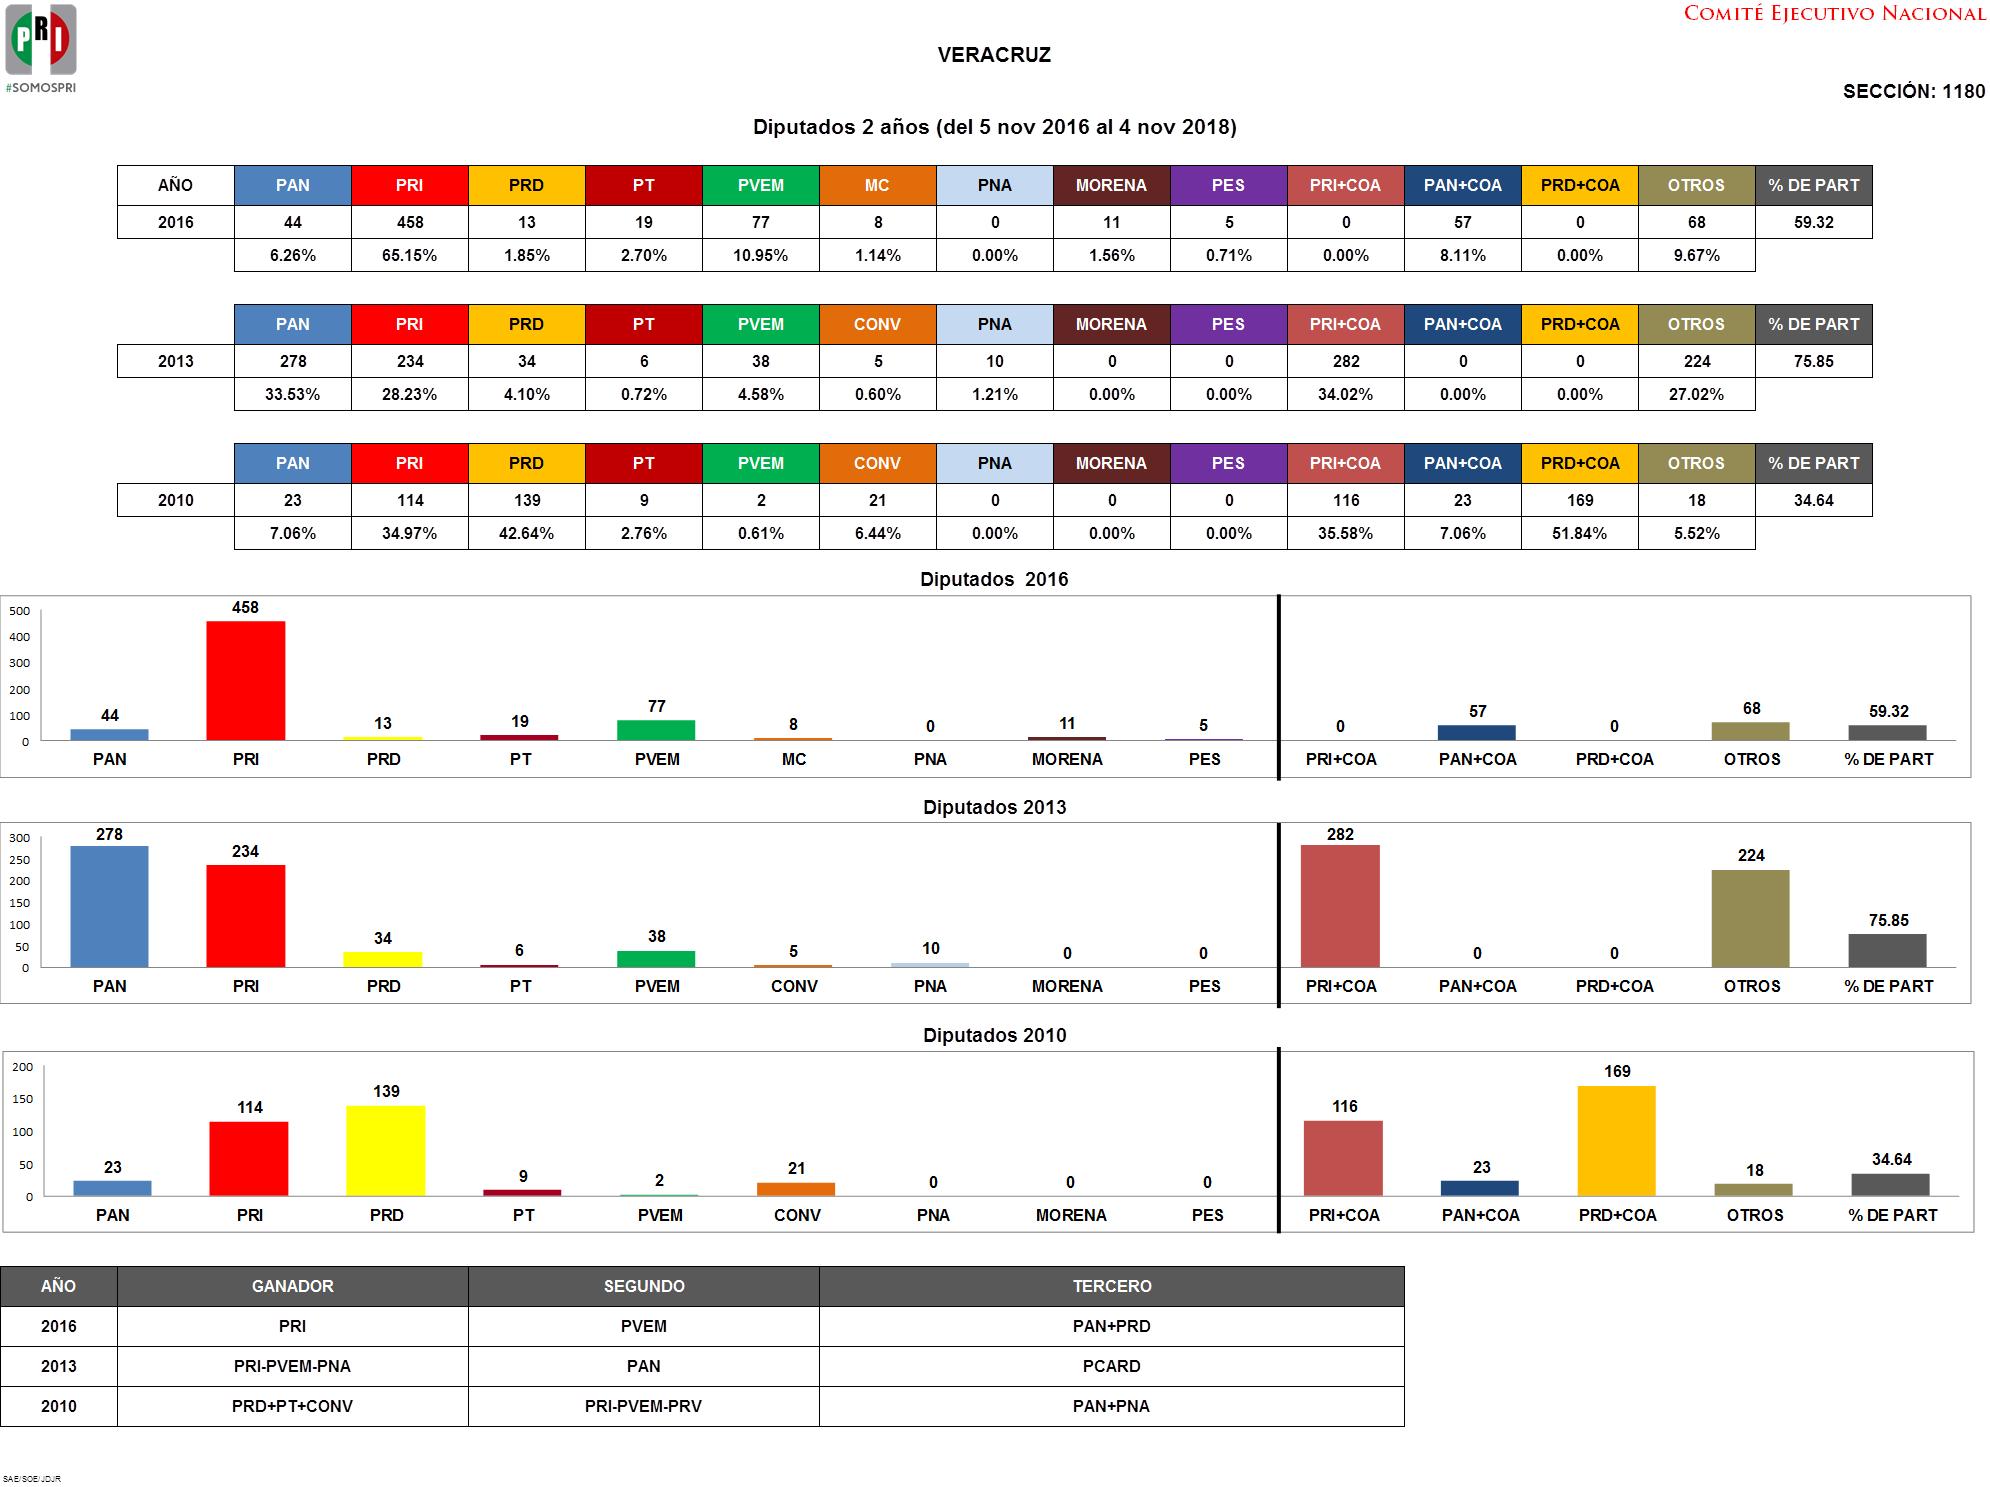 PRI
#SOMOSPRI
COMITÉ EJECUTIVO NACIONAL
VERACRUZ
SECCIÓN: 1180
Diputados 2 años (del 5 nov 2016 al 4 nov 2018)
AÑO PAN PRI PRD PT PVEM MC PNA MORENA PES PRI+COA PAN+COA PRD+COA OTROS % DE PART
2016 44 458 13 19 77 8 0 11 5 0 57 0 68 59.32
6.26% 65.15% 1.85% 2.70% 10.95% 1.14% 0.00% 1.56% 0.71% 0.00% 8.11% 0.00% 9.67%
PAN PRI PRD PT PVEM CONV PNA MORENA PES PRI+COA PAN+COA PRD+COA OTROS % DE PART
2013 278 234 34 6 38 5 10 0 0 282 0 0 224 75.85
33.53% 28.23% 4.10% 0.72% 4.58% 0.60% 1.21% 0.00% 0.00% 34.02% 0.00% 0.00% 27.02%
PAN PRI PRD PT PVEM CONV PNA MORENA PES PRI+COA PAN+COA PRD+COA OTROS % DE PART
2010 23 114 139 9 2 21 0 0 0 116 23 169 18 34.64
7.06% 34.97% 42.64% 2.76% 0.61% 6.44% 0.00% 0.00% 0.00% 35.58% 7.06% 51.84% 5.52%
Diputados 2016
500
400
300
200
100
0
44 458 13 19 77 8 0 11 5 0 57 0 68 59.32
PAN PRI PRD PT PVEM MC PNA MORENA PES PRI+COA PAN+COA PRD+COA OTROS % DE PART
Diputados 2013
300
250
200
150
100
50
0
278 234 34 6 38 5 10 0 0 282 0 0 224 75.85
PAN PRI PRD PT PVEM CONV PNA MORENA PES PRI+COA PAN+COA PRD+COA OTROS % DE PART
Diputados 2010
200
150
100
50
0
23 114 139 9 2 21 0 0 0 116 23 169 18 34.64
PAN PRI PRD PT PVEM CONV PNA MORENA PES PRI+COA PAN+COA PRD+COA OTROS % DE PART
AÑO GANADOR SEGUNDO TERCERO
2016 PRI PVEM PAN+PRD
2013 PRI-PVEM-PNA PAN PCARD
2010 PRD+PT+CONV PRI-PVEM-PRV PAN+PNA
SAE/SOE/JDJR